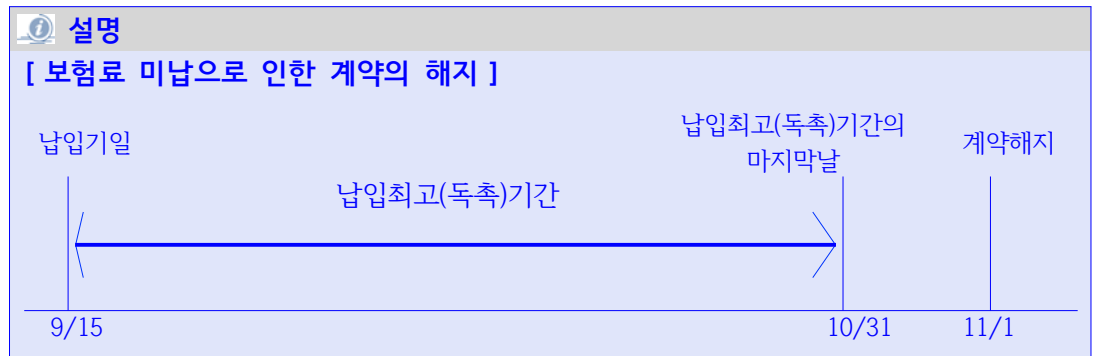 설명
[ 보험료 미납으로 인한 계약의 해지 ]
납입기일
납입최고(독촉)기간의
마지막날
계약해지
납입최고(독촉)기간
9/15
10/31
11/1